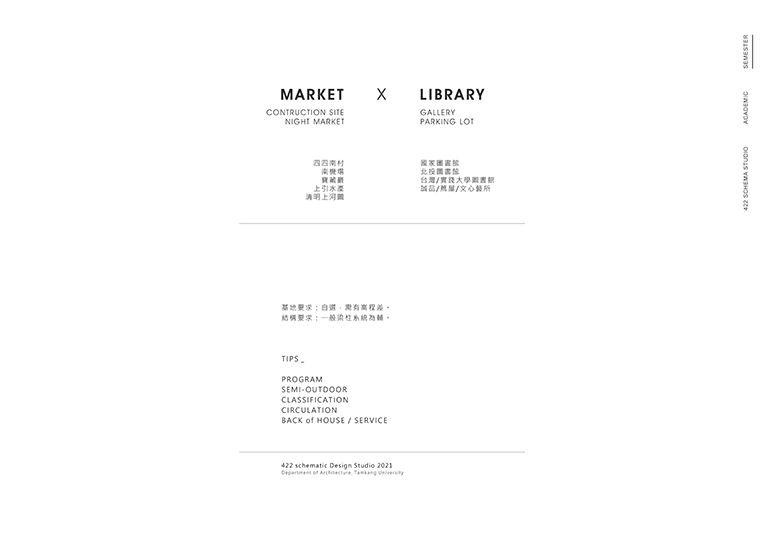 MARKET X LIBRARY
CONTRUCTION SITE
NIGHT MARKET
GALLERY
PARKING LOT
四四南村
南機場
寶藏巖
上引水產
清明上河圖
國家圖書館
北投圖書館
台灣/實踐大學圖書館
誠品/蔦屋/文心藝所
基地要求：自選，需有高程差。
結構要求：一般梁柱系統為輔。
TIPS _
PROGRAM
SEMI-OUTDOOR
CLASSIFICATION
CIRCULATION
BACK of HOUSE / SERVICE
422 schematic Design Studio 2021
Department of Architecture, Tamkang University
SEMESTER
ACADEMIC
422 SCHEMA STUDIO